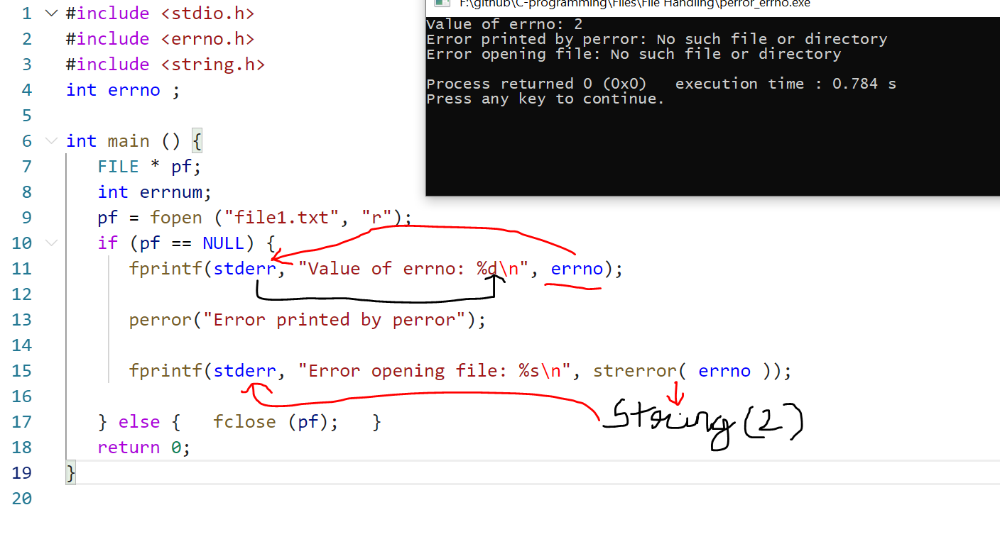 1 #include <stdio.h>
2 #include <errno.h>
3 #include <string.h>
4 int errno ;
5
6 int main () {
7 FILE * pf;
8 int errnum;
9 pf = fopen ("file1.txt", "r");
10 if (pf == NULL) {
11 fprintf(stderr, "Value of errno: %d\n", errno);
12
13 perror("Error printed by perror");
14
15 fprintf(stderr, "Error opening file: %s\n", strerror( errno ));
16
17 } else { fclose (pf); }
18 return 0;
19 }
20
String(2)
F:\github\C-programming\Files\File Handling\perror_errno.exe
Value of errno: 2
Error printed by perror: No such file or directory
Error opening file: No such file or directory
Process returned 0 (0x0) execution time : 0.784 s
Press any key to continue.